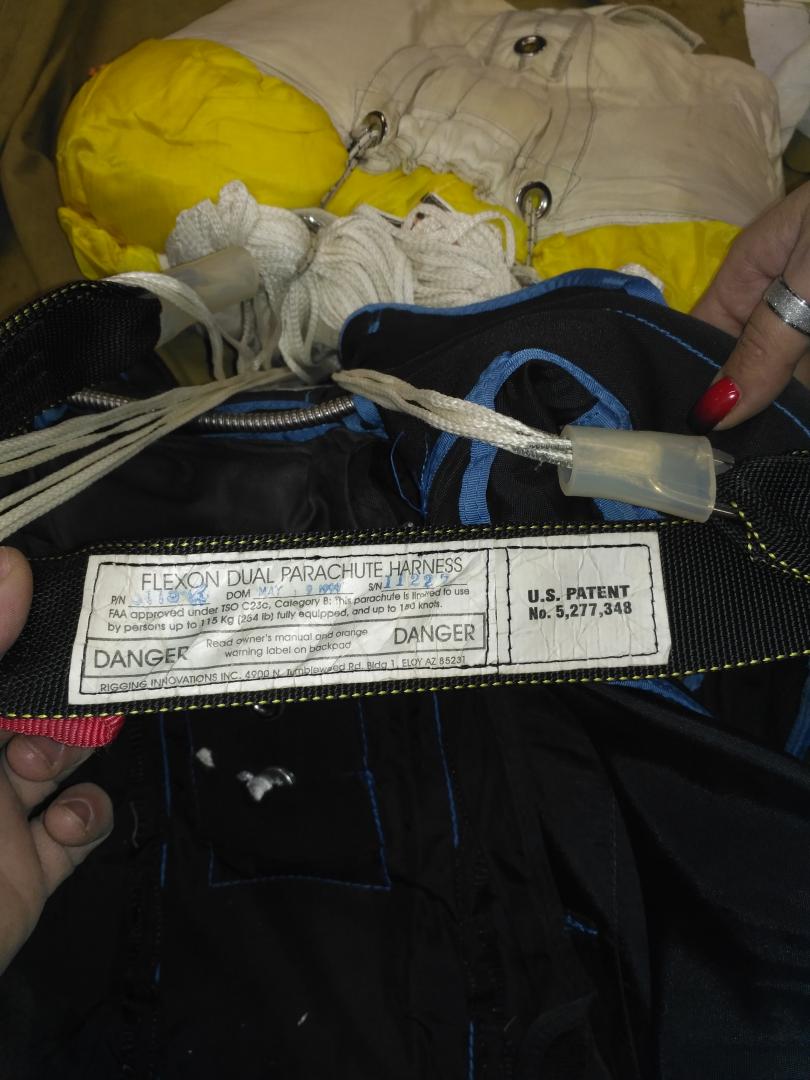 FLEXON DUAL PARACHUTE HARNESS
P/N DOM MAY S/N 11227
FAA approved under TSO C23c, Category B; This parachute is limited to use
by persons up to 115 Kg (254 lb) fully equipped, and up to 150 knots.
DANGER Read owner's manual and orange DANGER
warning label on backpad
RIGGING INNOVATIONS INC. 4900 N. Tumbleweed Rd. Bldg 1, ELOY AZ 85231
U.S. PATENT
No. 5,277,348